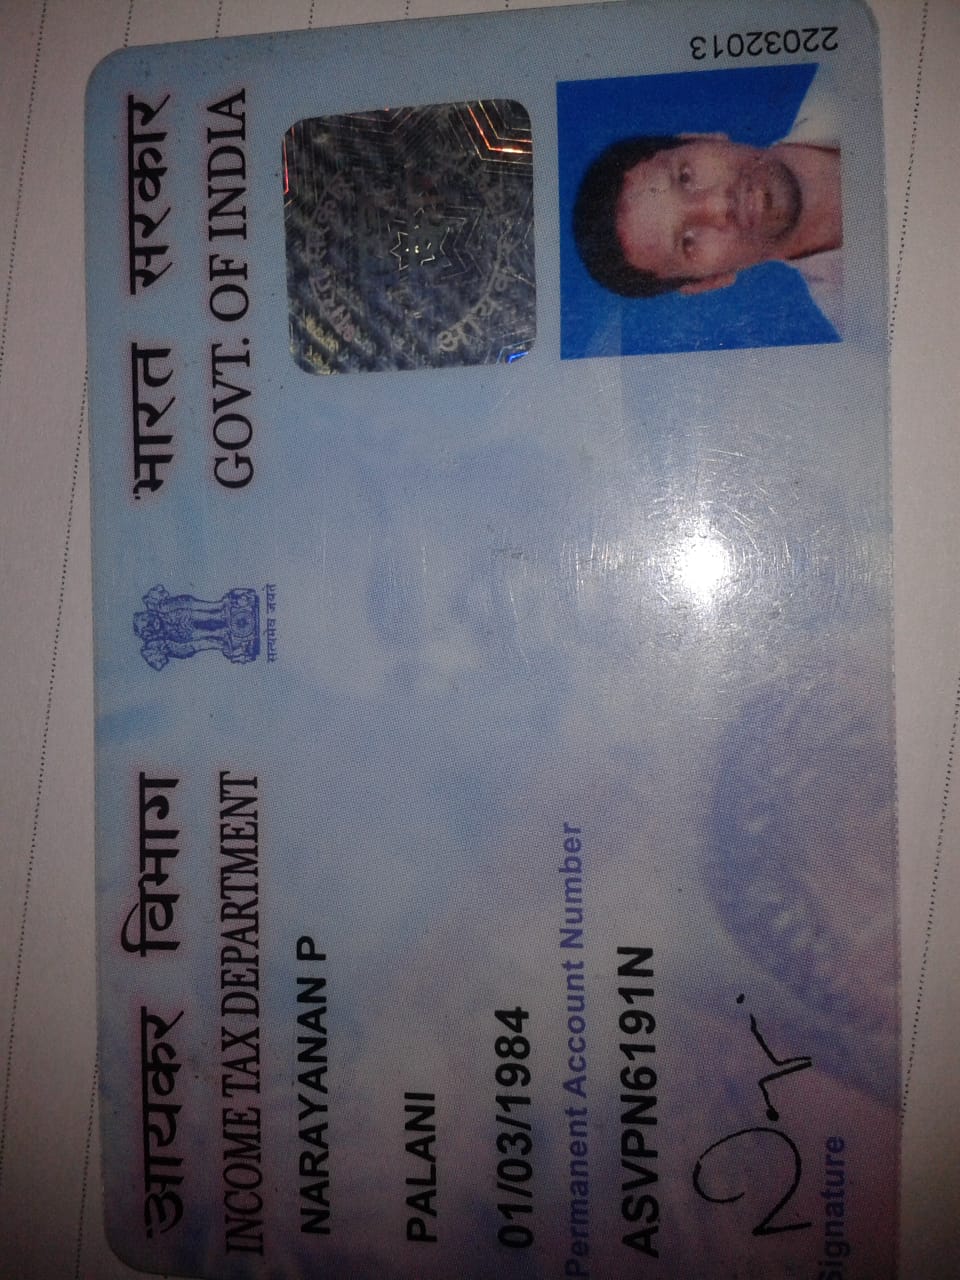 आयकर विभाग
INCOME TAX DEPARTMENT
सत्यमेव जयते
भारत सरकार
GOVT. OF INDIA
NARAYANAN P
PALANI
01/03/1984
Permanent Account Number
ASVPN6191N
Signature
22032013